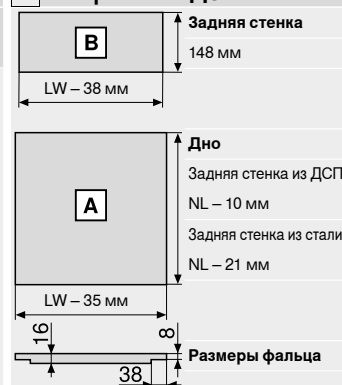 B
Задняя стенка
148 мм
LW – 38 мм
Дно
Задняя стенка из ДСП
A
NL – 10 мм
Задняя стенка из стали
NL – 21 мм
LW – 35 мм
16
8
Размеры фальца
38